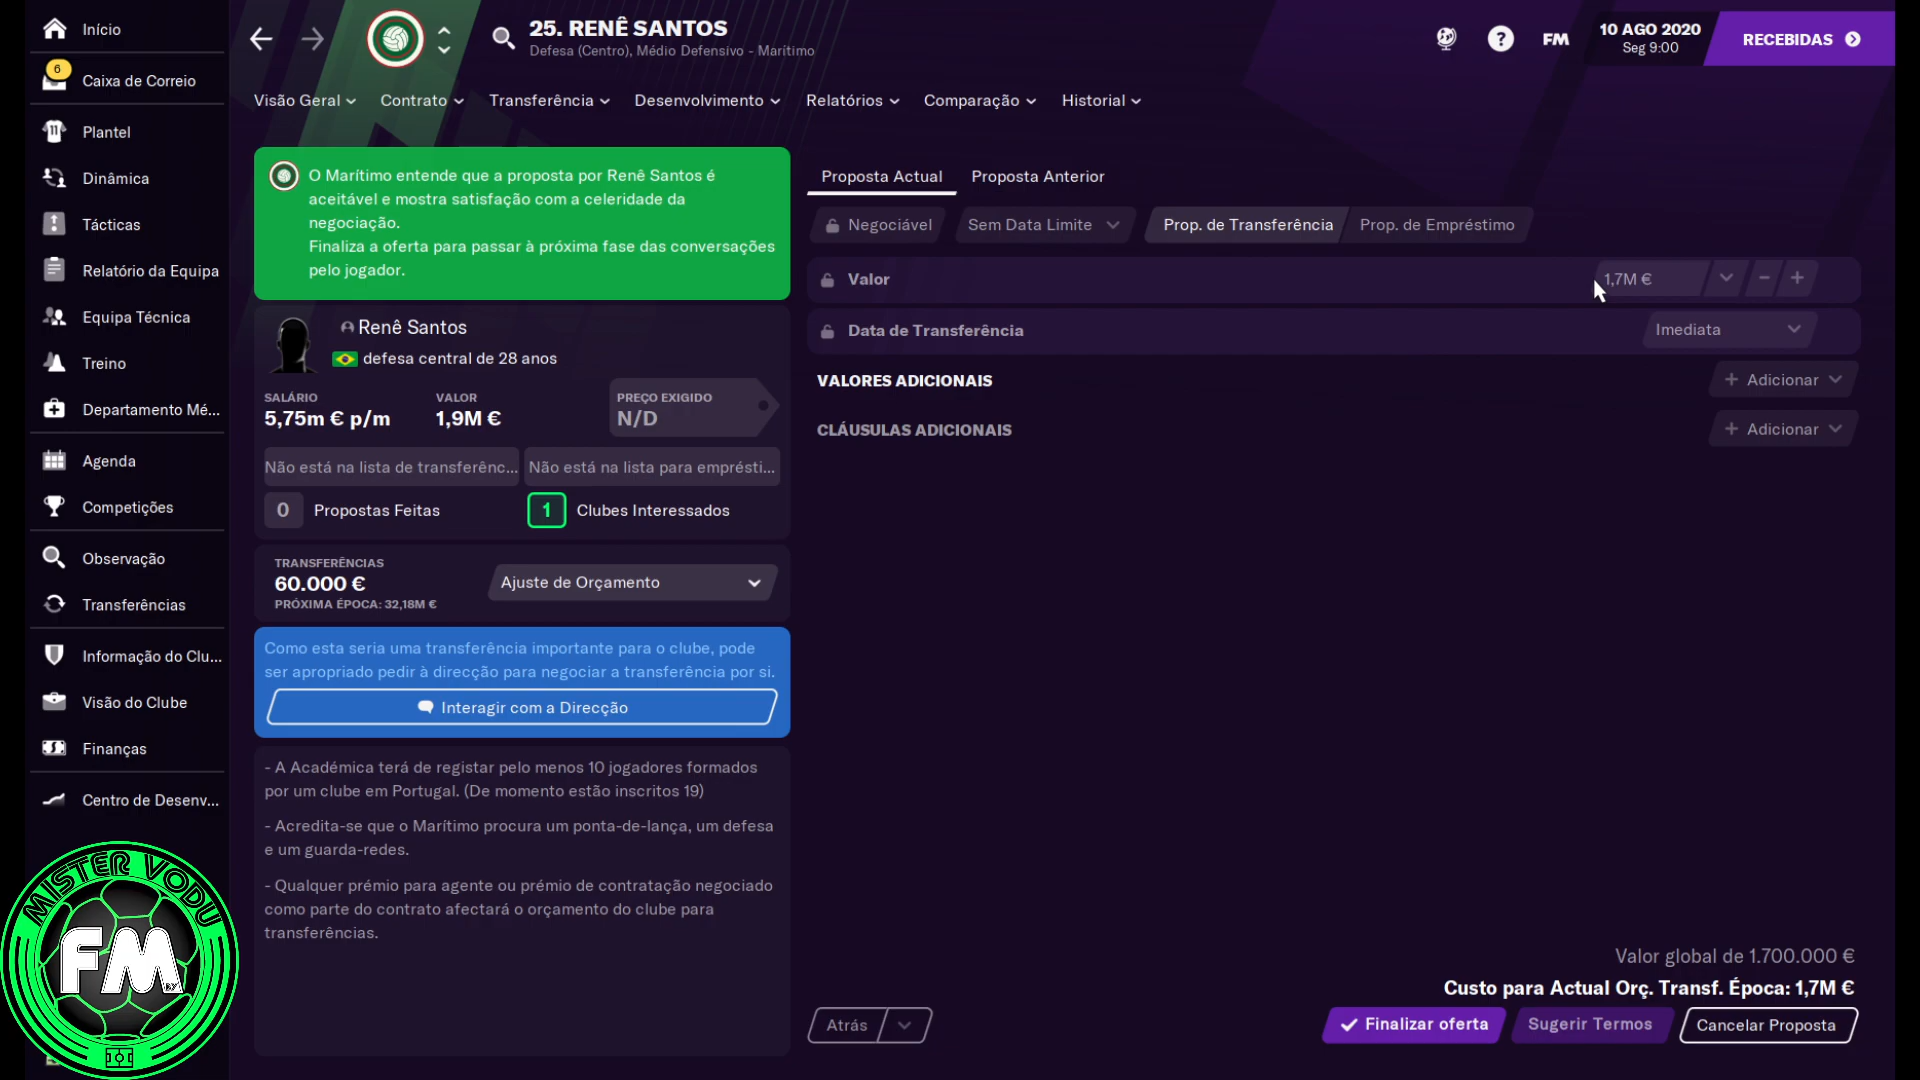 Início
6
Caixa de Correio
Plantel
Dinâmica
Tácticas
Relatório da Equipa
Equipa Técnica
Treino
Departamento Mé...
Agenda
Competições
Observação
Transferências
Informação do Clu...
Visão do Clube
Finanças
Centro de Desenv...
MISTER VODU
FM
BY
25. RENÊ SANTOS
Defesa (Centro), Médio Defensivo - Marítimo
FM
10 AGO 2020
Seg 9:00
RECEBIDAS
Visão Geral
Contrato
Transferência
Desenvolvimento
Relatórios
Comparação
Historial
O Marítimo entende que a proposta por Renê Santos é
aceitável e mostra satisfação com a celeridade da
negociação.
Finaliza a oferta para passar à próxima fase das conversações
pelo jogador.
Renê Santos
defesa central de 28 anos
SALÁRIO
5,75m € p/m
VALOR
1,9M €
PREÇO EXIGIDO
N/D
Não está na lista de transferênc...
Não está na lista para emprésti...
0 Propostas Feitas
1 Clubes Interessados
TRANSFERÊNCIAS
60.000 €
PRÓXIMA ÉPOCA: 32,18M €
Ajuste de Orçamento
Como esta seria uma transferência importante para o clube, pode
ser apropriado pedir à direcção para negociar a transferência por si.
Interagir com a Direcção
- A Académica terá de registar pelo menos 10 jogadores formados
por um clube em Portugal. (De momento estão inscritos 19)
- Acredita-se que o Marítimo procura um ponta-de-lança, um defesa
e um guarda-redes.
- Qualquer prémio para agente ou prémio de contratação negociado
como parte do contrato afectará o orçamento do clube para
transferências.
Proposta Actual
Proposta Anterior
Negociável
Sem Data Limite
Prop. de Transferência
Prop. de Empréstimo
Valor
1,7M €
Data de Transferência
Imediata
VALORES ADICIONAIS
+ Adicionar
CLÁUSULAS ADICIONAIS
+ Adicionar
Valor global de 1.700.000 €
Custo para Actual Orç. Transf. Época: 1,7M €
Atrás
Finalizar oferta
Sugerir Termos
Cancelar Proposta